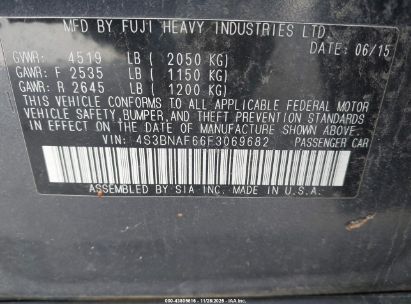 MFD BY FUJI HEAVY INDUSTRIES LTD.
DATE: 06/15
GVWR: 4519 LB ( 2050 KG)
GAWR: F 2535 LB ( 1150 KG)
GAWR: R 2645 LB ( 1200 KG)
THIS VEHICLE CONFORMS TO ALL APPLICABLE FEDERAL MOTOR
VEHICLE SAFETY, BUMPER, AND THEFT PREVENTION STANDARDS
IN EFFECT ON THE DATE OF MANUFACTURE SHOWN ABOVE.
VIN: 4S3BNAF66F3069682 PASSENGER CAR
ASSEMBLED BY SIA INC. MADE IN U.S.A.